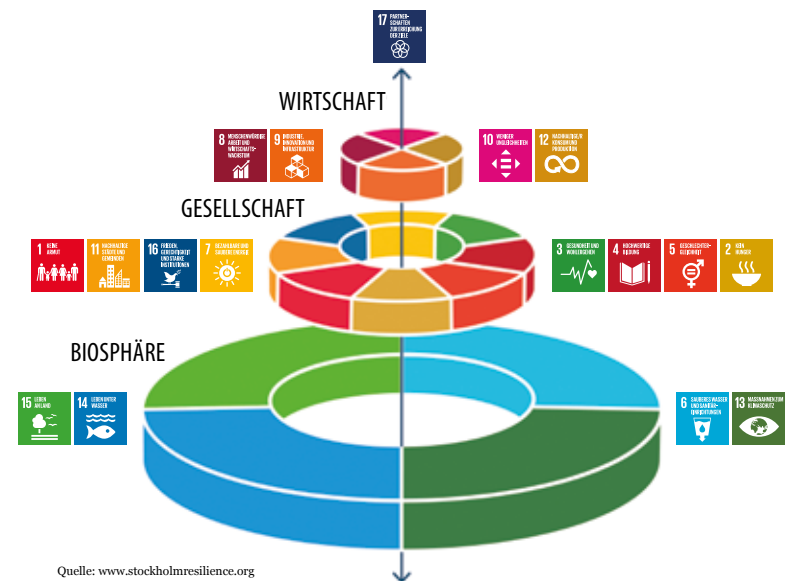 17 PARTNER-
SCHAFTEN
ZUR ERREICHUNG
DER ZIELE
WIRTSCHAFT
8 MENSCHENWÜRDIGE
ARBEIT UND
WIRTSCHAFTS-
WACHSTUM
9 INDUSTRIE,
INNOVATION UND
INFRASTRUKTUR
10 WENIGER
UNGLEICHHEITEN
12 NACHHALTIGE/R
KONSUM UND
PRODUKTION
GESELLSCHAFT
1 KEINE
ARMUT
11 NACHHALTIGE
STÄDTE UND
GEMEINDEN
16 FRIEDEN,
GERECHTIGKEIT
UND STARKE
INSTITUTIONEN
7 BEZAHLBARE UND
SAUBERE ENERGIE
3 GESUNDHEIT UND
WOHLERGEHEN
4 HOCHWERTIGE
BILDUNG
5 GESCHLECHTER-
GLEICHHEIT
2 KEIN
HUNGER
BIOSPHÄRE
15 LEBEN
AN LAND
14 LEBEN UNTER
WASSER
6 SAUBERES WASSER
UND SANITÄR-
EINRICHTUNGEN
13 MASSNAHMEN ZUM
KLIMASCHUTZ
Quelle: www.stockholmresilience.org